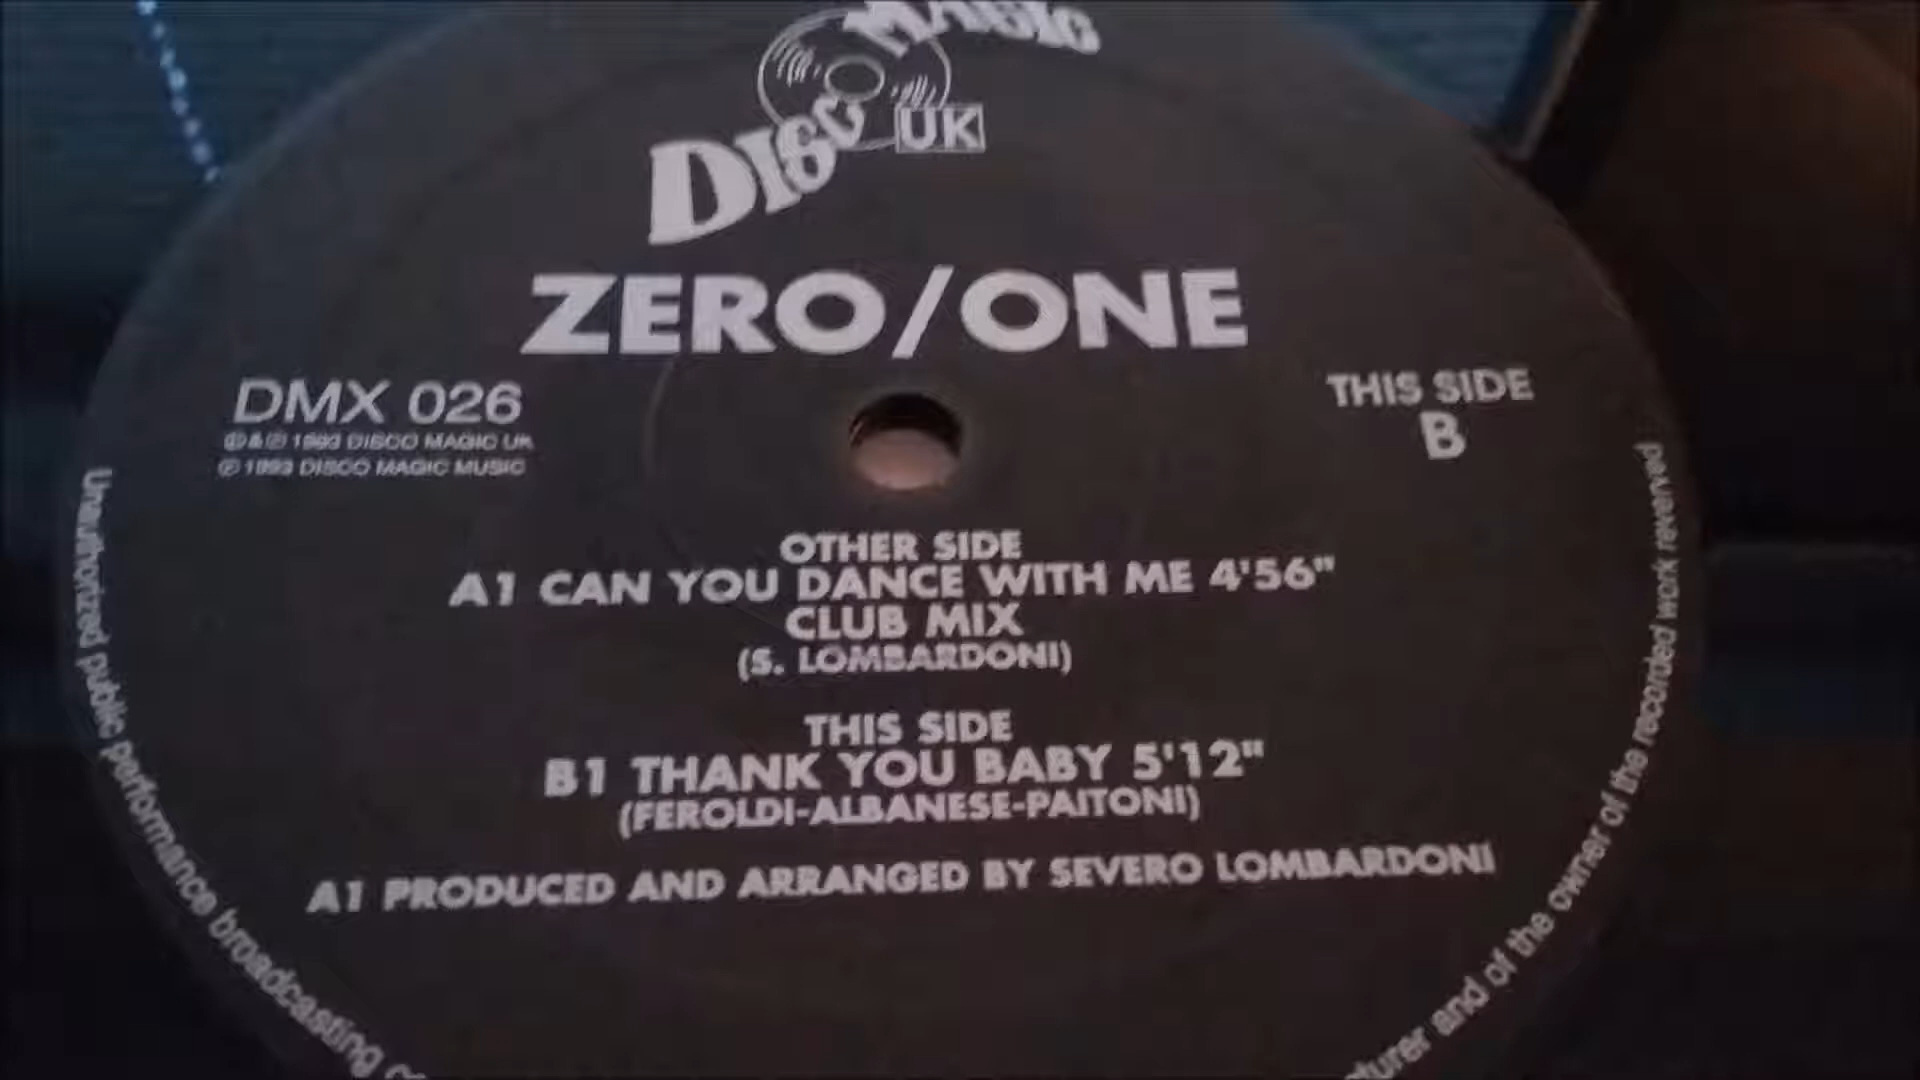 DISCO MAGIC
UK
ZERO/ONE
DMX 026
© & ℗ 1993 DISCO MAGIC UK
℗ 1993 DISCO MAGIC MUSIC
THIS SIDE
B
OTHER SIDE
A1 CAN YOU DANCE WITH ME 4'56"
CLUB MIX
(S. LOMBARDONI)
THIS SIDE
B1 THANK YOU BABY 5'12"
(FEROLDI-ALBANESE-PAITONI)
A1 PRODUCED AND ARRANGED BY SEVERO LOMBARDONI
Unauthorized public performance broadcasting
and of the owner of the recorded work reverved